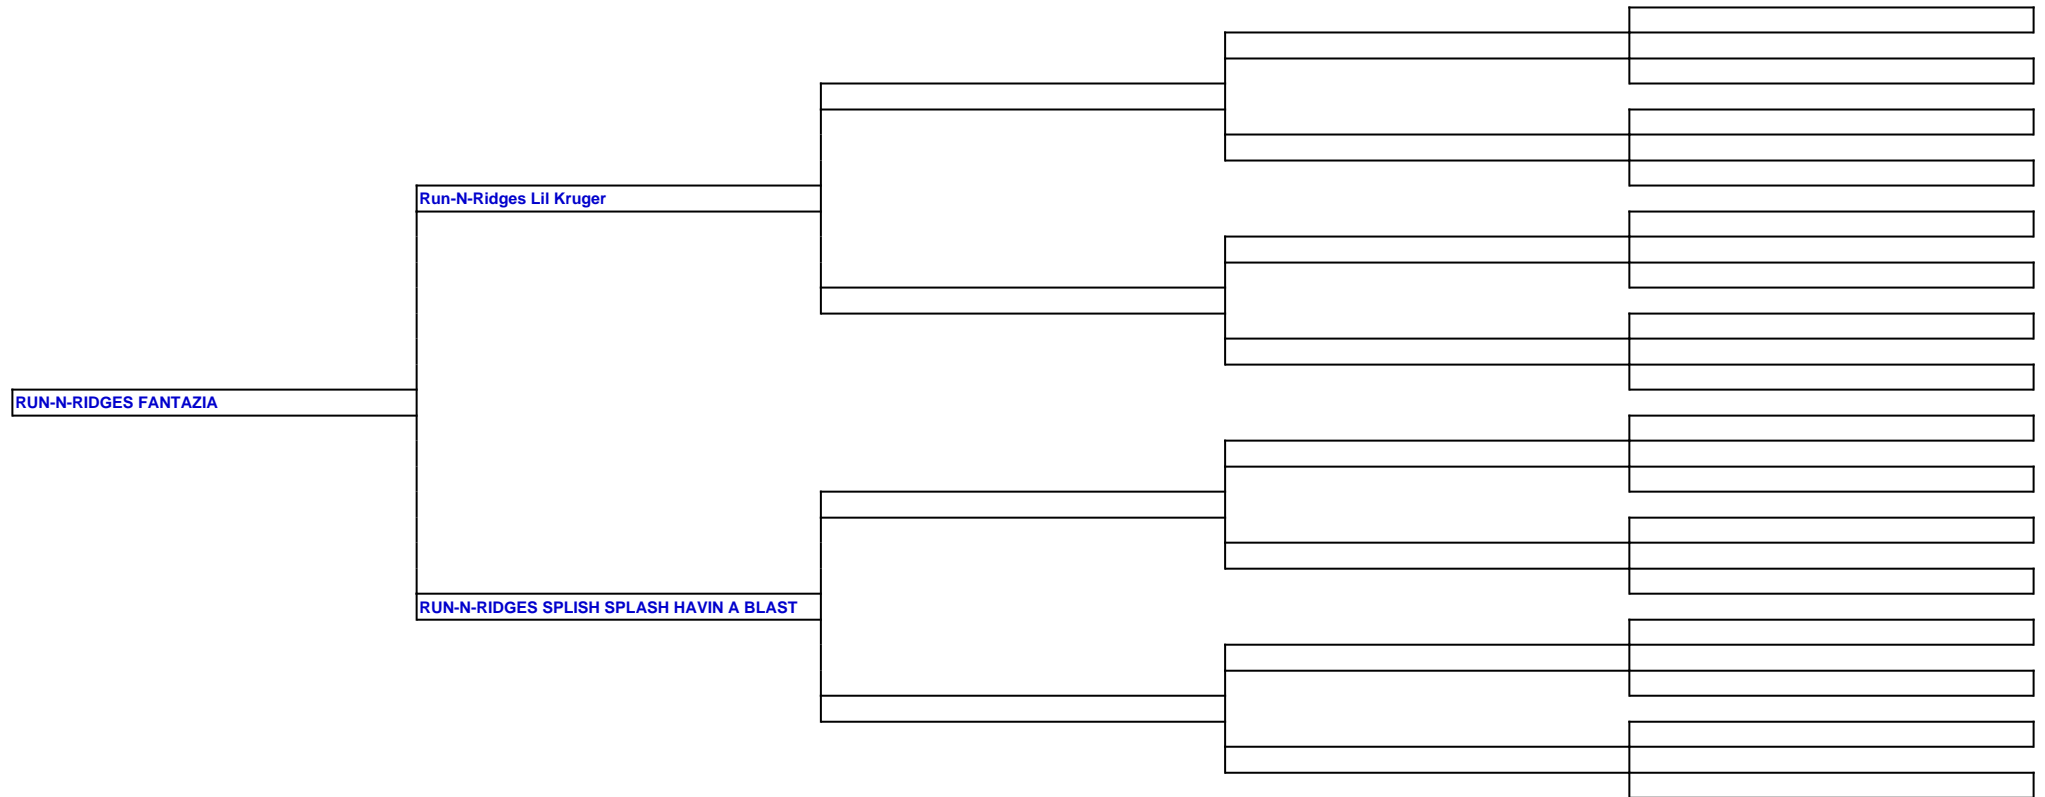 Run-N-Ridges Lil Kruger
RUN-N-RIDGES FANTAZIA
RUN-N-RIDGES SPLISH SPLASH HAVIN A BLAST